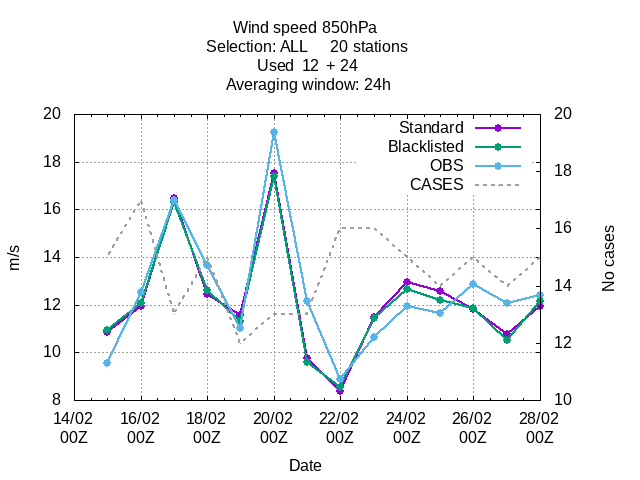 Wind speed 850hPa
Selection: ALL 20 stations
Used 12 + 24
Averaging window: 24h
20 20
Standard
Blacklisted
OBS
CASES
18 18
16 16
14 14
12 12
10
8 10
m/s
No cases
14/02 16/02 18/02 20/02 22/02 24/02 26/02 28/02
00Z 00Z 00Z 00Z 00Z 00Z 00Z 00Z
Date